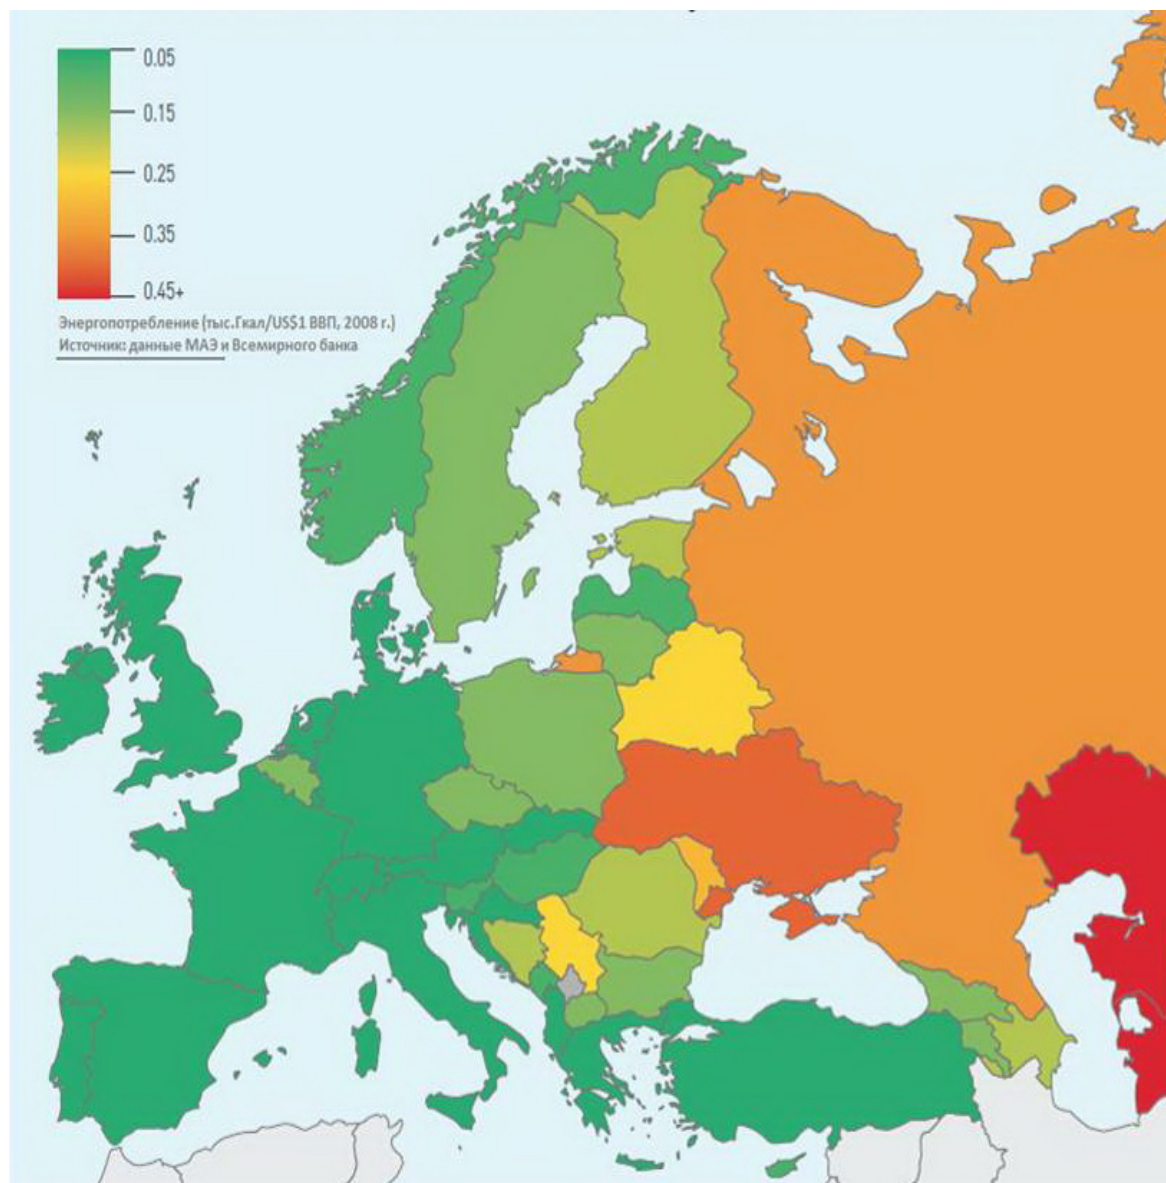 0.05
0.15
0.25
0.35
0.45+
Энергопотребление (тыс.Гкал/US$1 ВВП, 2008 г.)
Источник: данные МАЭ и Всемирного банка